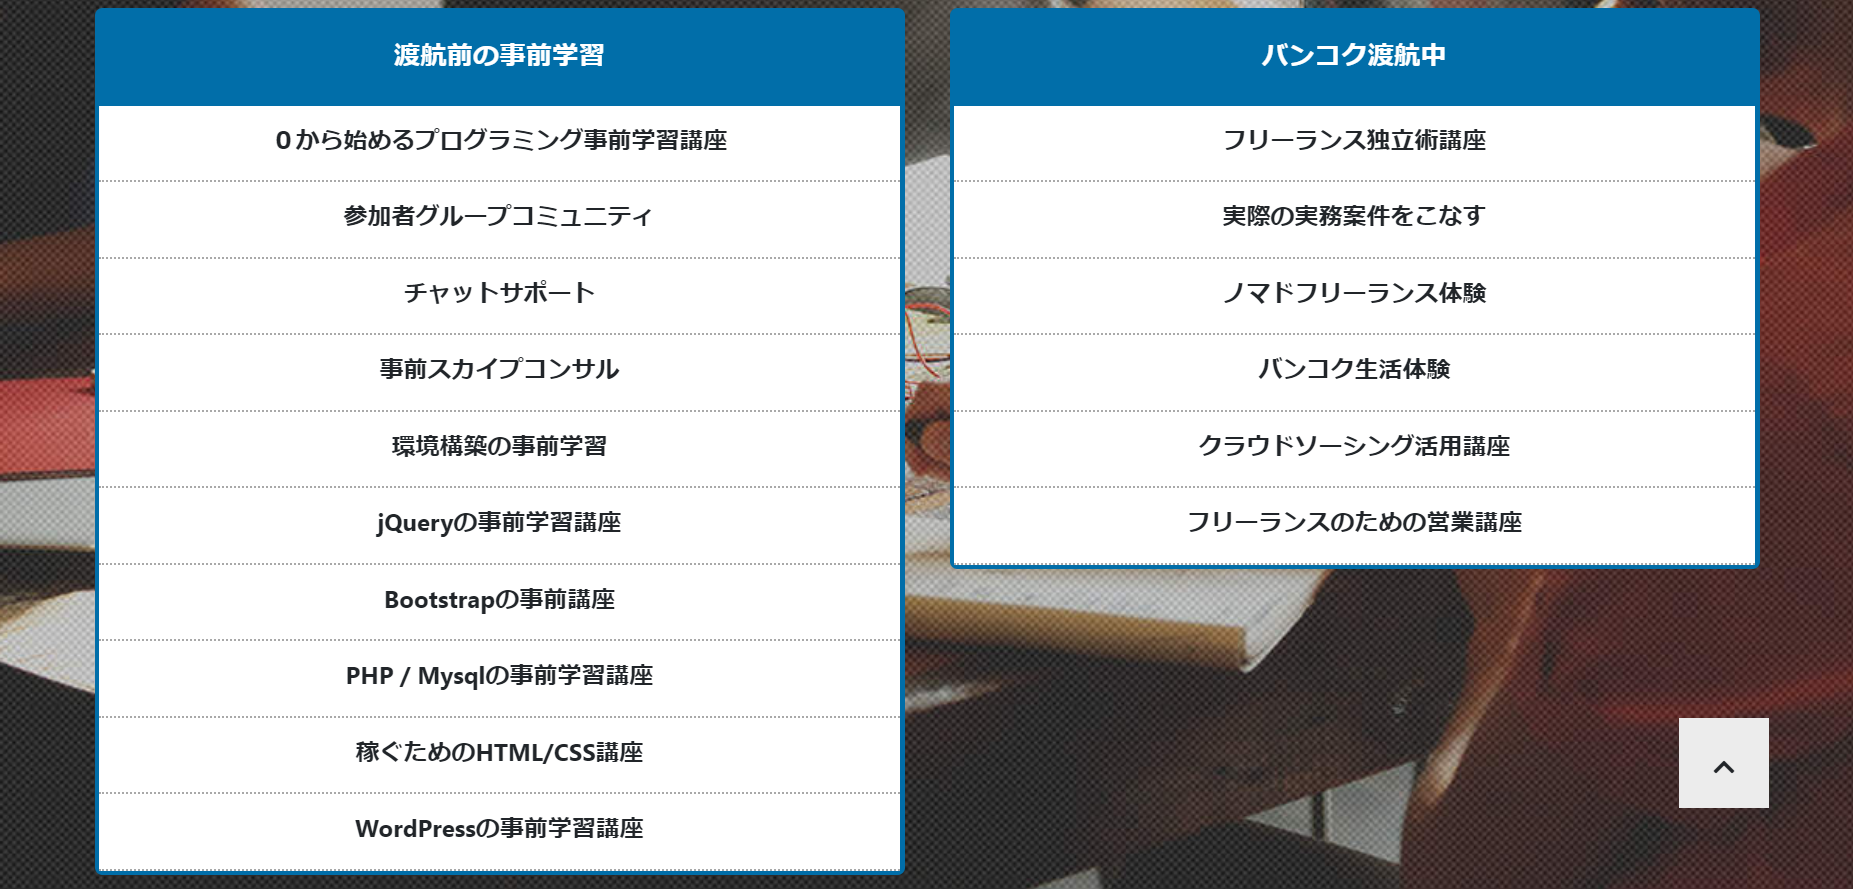 渡航前の事前学習
０から始めるプログラミング事前学習講座
参加者グループコミュニティ
チャットサポート
事前スカイプコンサル
環境構築の事前学習
jQueryの事前学習講座
Bootstrapの事前講座
PHP / Mysqlの事前学習講座
稼ぐためのHTML/CSS講座
WordPressの事前学習講座
バンコク渡航中
フリーランス独立術講座
実際の実務案件をこなす
ノマドフリーランス体験
バンコク生活体験
クラウドソーシング活用講座
フリーランスのための営業講座